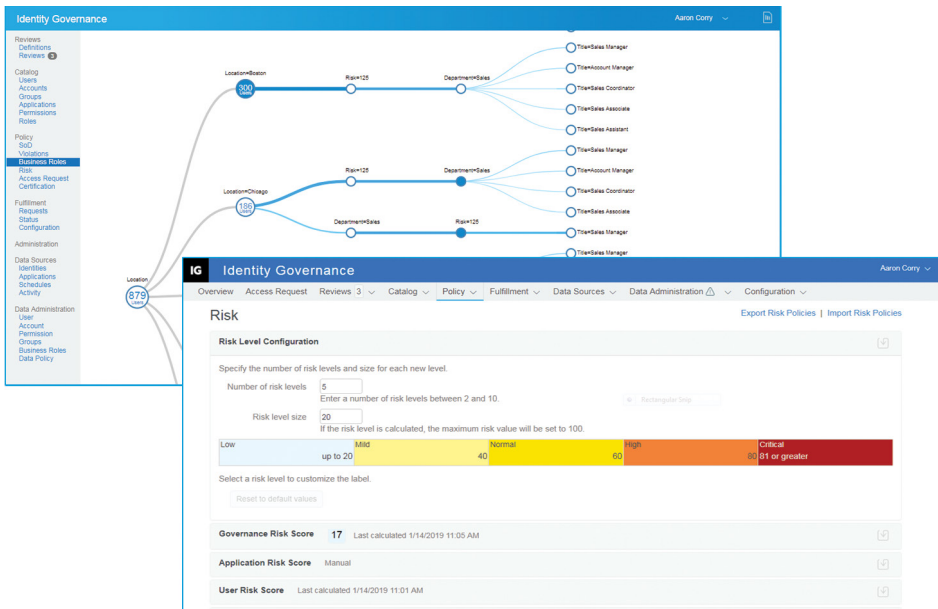 Identity Governance
Aaron Corry
Reviews
Definitions
Reviews 3
Catalog
Users
Accounts
Groups
Applications
Permissions
Roles
Policy
SoD
Violations
Business Roles
Risk
Access Request
Certification
Fulfillment
Requests
Status
Configuration
Administration
Data Sources
Identities
Applications
Schedules
Activity
Data Administration
User
Account
Permission
Groups
Business Roles
Data Policy
Location
879
Users
Location=Boston
300
Users
Risk=125
Department=Sales
Title=Sales Manager
Title=Account Manager
Title=Sales Coordinator
Title=Sales Associate
Title=Sales Assistant
Location=Chicago
186
Users
Risk=125
Department=Sales
Title=Sales Manager
Title=Account Manager
Title=Sales Coordinator
Title=Sales Associate
Department=Sales
Risk=125
Title=Sales Manager
Title=Sales Manager
IG Identity Governance
Aaron Corry
Overview Access Request Reviews 3 Catalog Policy Fulfillment Data Sources Data Administration Configuration
Risk
Export Risk Policies | Import Risk Policies
Risk Level Configuration
Specify the number of risk levels and size for each new level.
Number of risk levels 5
Enter a number of risk levels between 2 and 10.
Rectangular Snip
Risk level size 20
If the risk level is calculated, the maximum risk value will be set to 100.
Low Mild Normal High Critical
up to 20 40 60 80 81 or greater
Select a risk level to customize the label.
Reset to default values
Governance Risk Score 17 Last calculated 1/14/2019 11:05 AM
Application Risk Score Manual
User Risk Score Last calculated 1/14/2019 11:01 AM